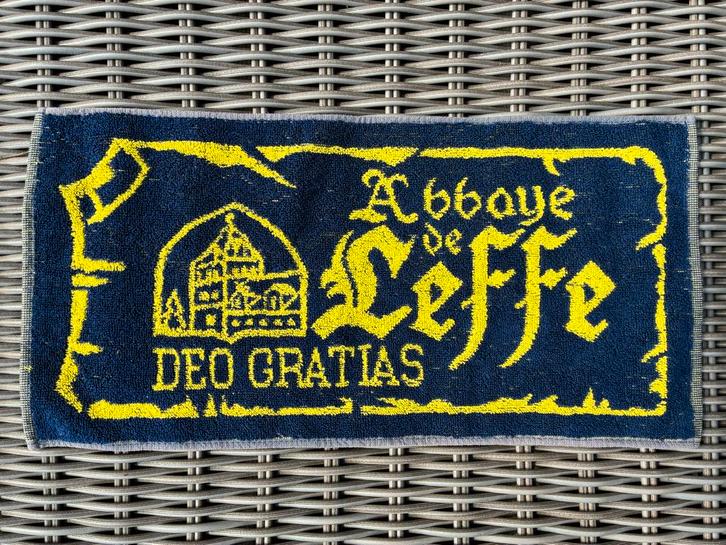 Abbaye
de
Leffe
DEO GRATIAS